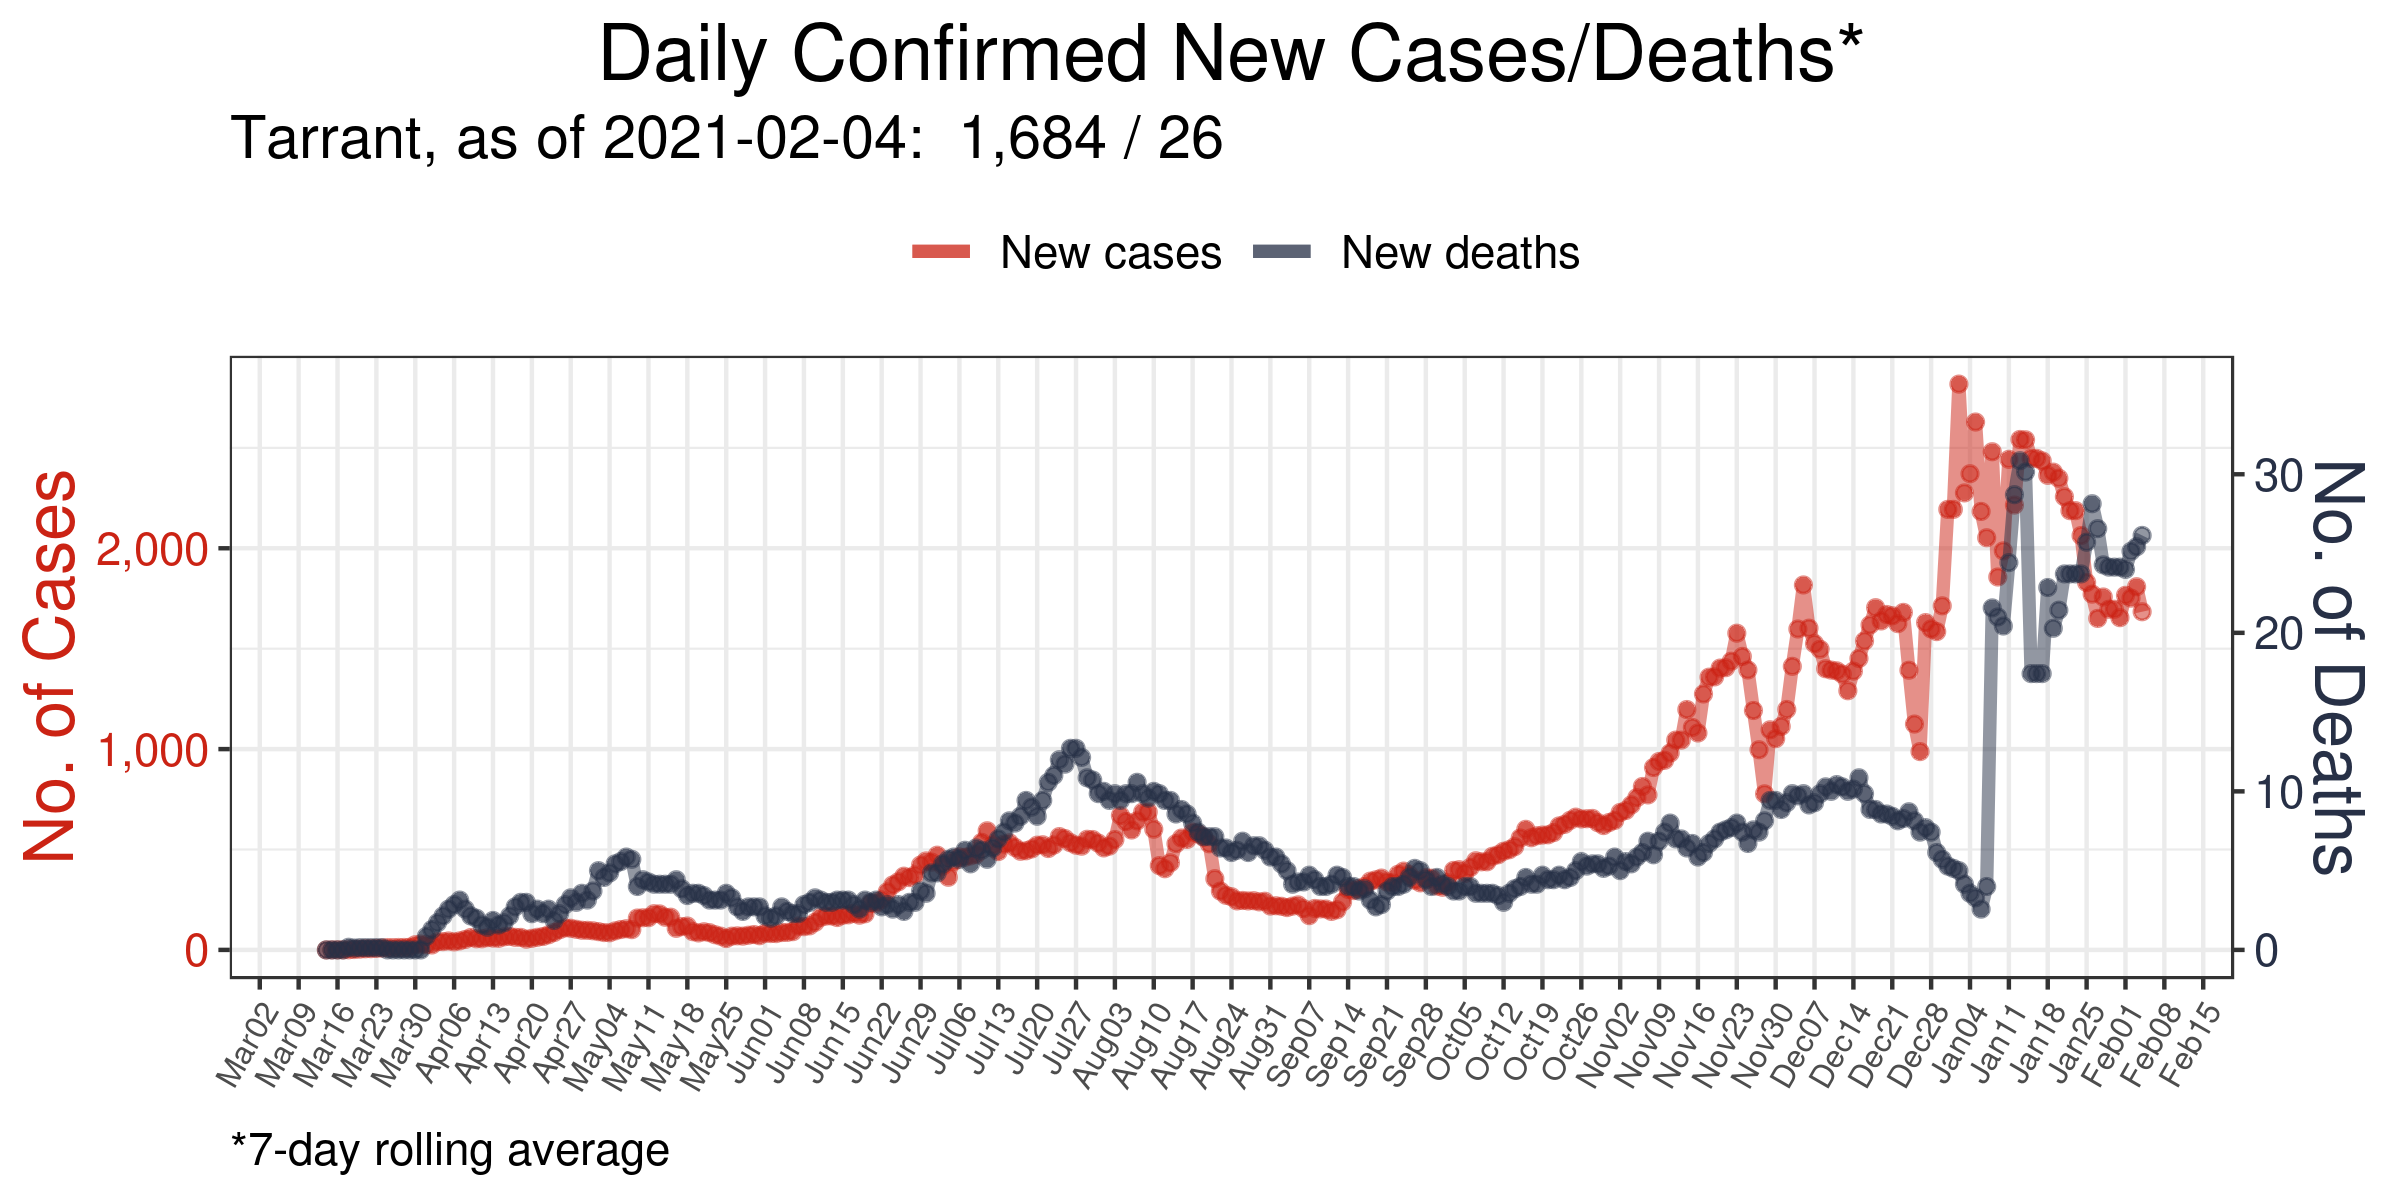 Daily Confirmed New Cases/Deaths*
Tarrant, as of 2021-02-04:  1,684 / 26
New cases
New deaths
No. of Cases
2,000
1,000
0
30
20
10
0
No. of Deaths
Mar02
Mar09
Mar16
Mar23
Mar30
Apr06
Apr13
Apr20
Apr27
May04
May11
May18
May25
Jun01
Jun08
Jun15
Jun22
Jun29
Jul06
Jul13
Jul20
Jul27
Aug03
Aug10
Aug17
Aug24
Aug31
Sep07
Sep14
Sep21
Sep28
Oct05
Oct12
Oct19
Oct26
Nov02
Nov09
Nov16
Nov23
Nov30
Dec07
Dec14
Dec21
Dec28
Jan04
Jan11
Jan18
Jan25
Feb01
Feb08
Feb15
*7-day rolling average